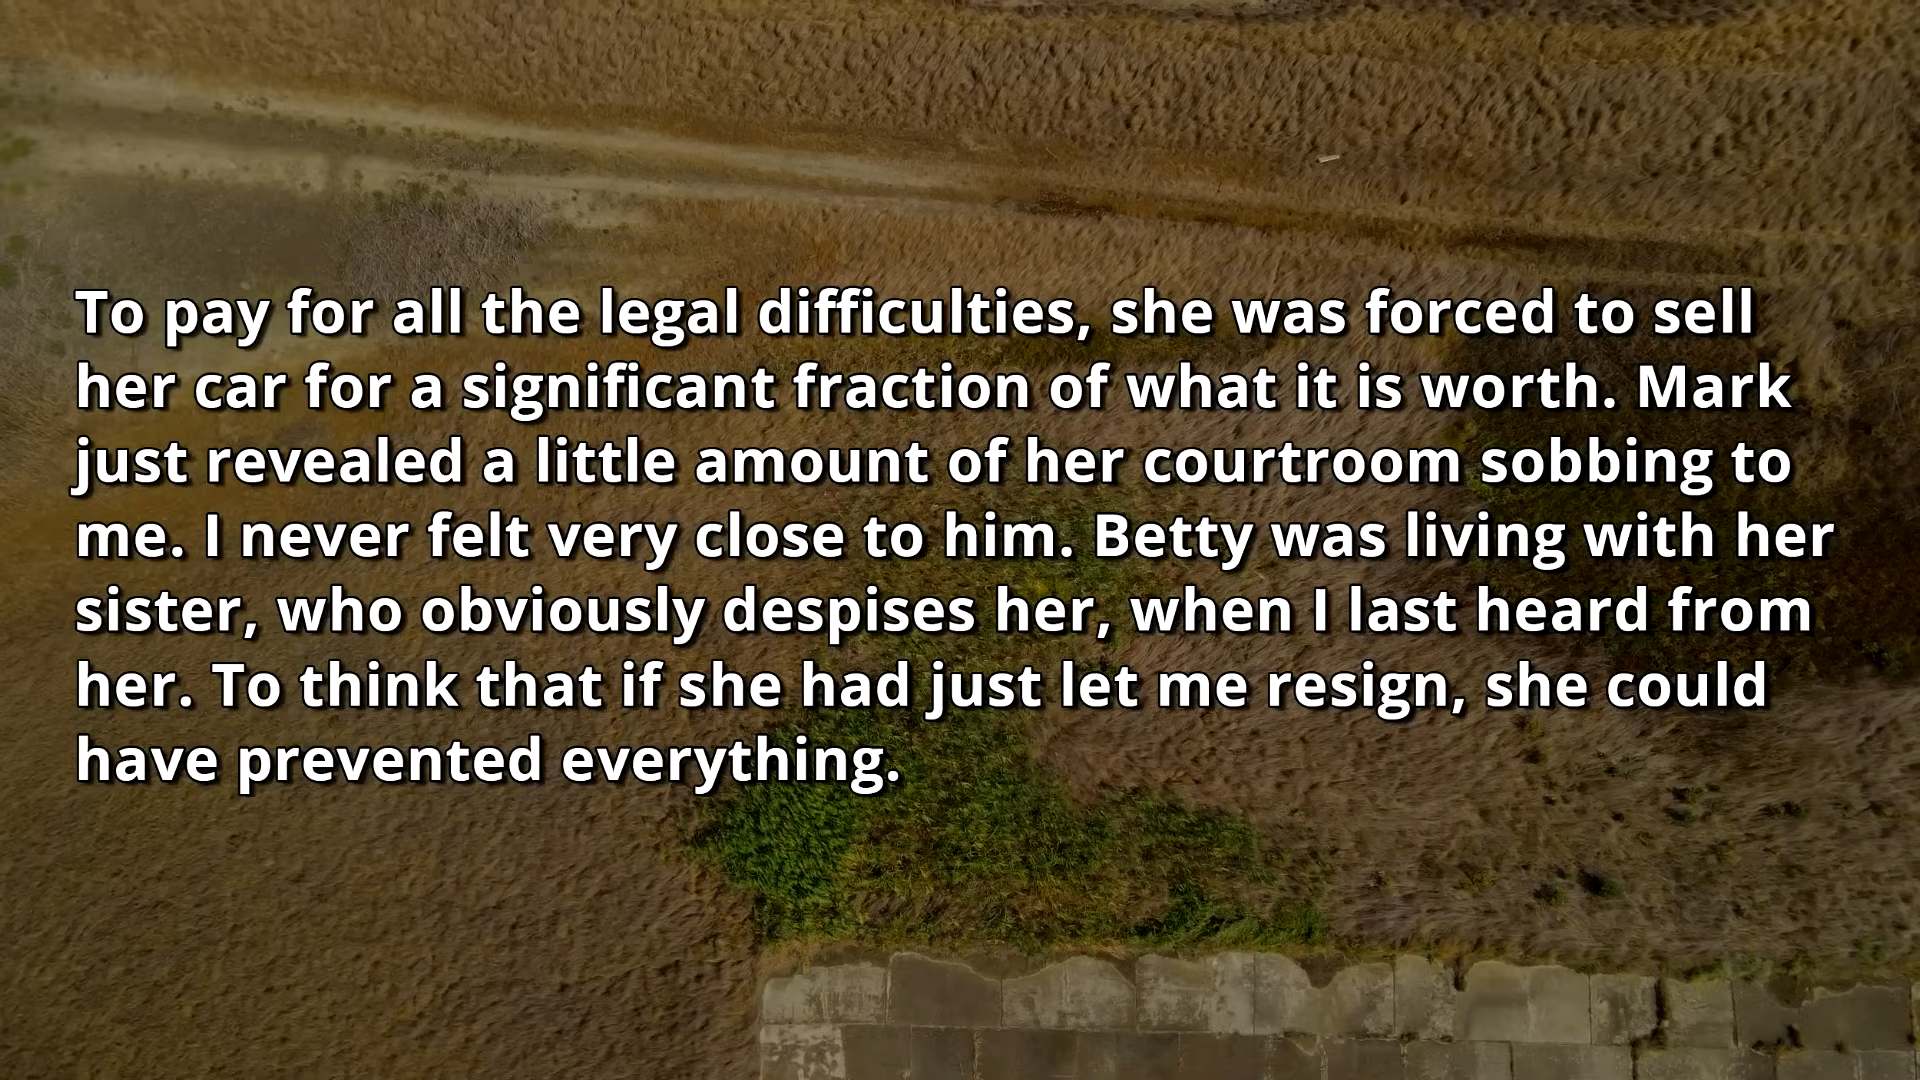 To pay for all the legal difficulties, she was forced to sell
her car for a significant fraction of what it is worth. Mark
just revealed a little amount of her courtroom sobbing to
me. I never felt very close to him. Betty was living with her
sister, who obviously despises her, when I last heard from
her. To think that if she had just let me resign, she could
have prevented everything.